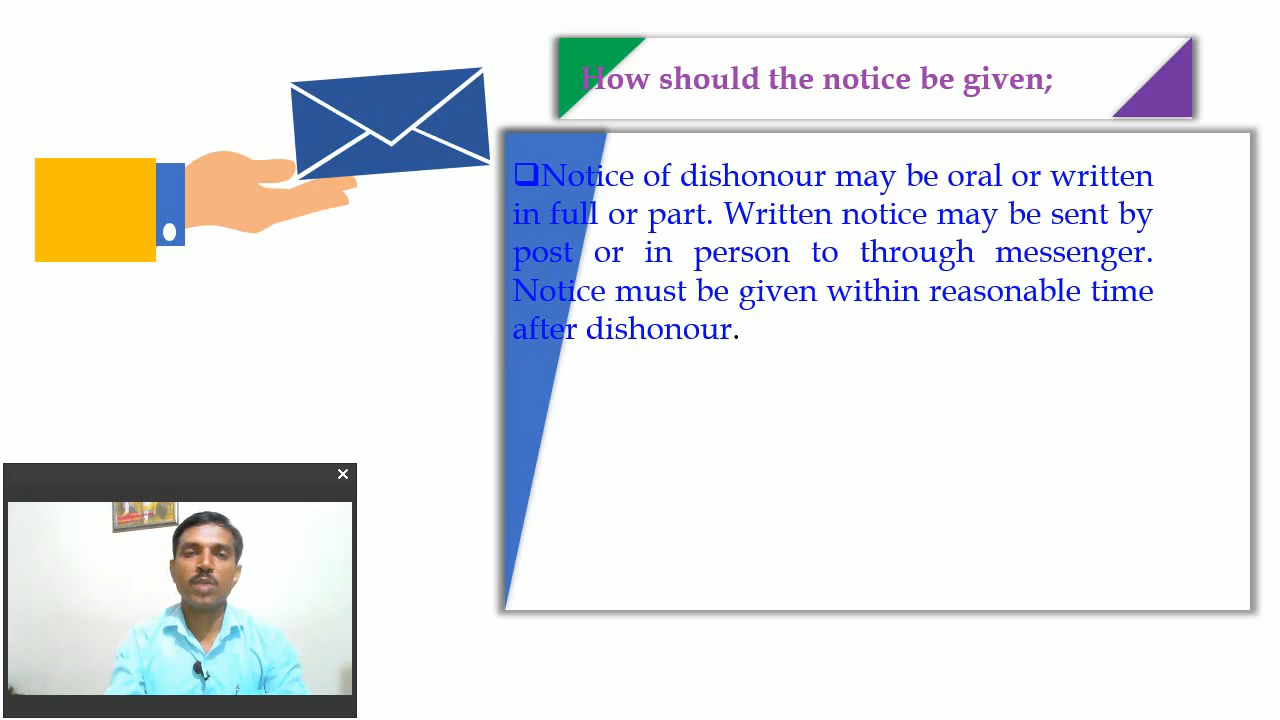 How should the notice be given;
❑Notice of dishonour may be oral or written
in full or part. Written notice may be sent by
post or in person to through messenger.
Notice must be given within reasonable time
after dishonour.